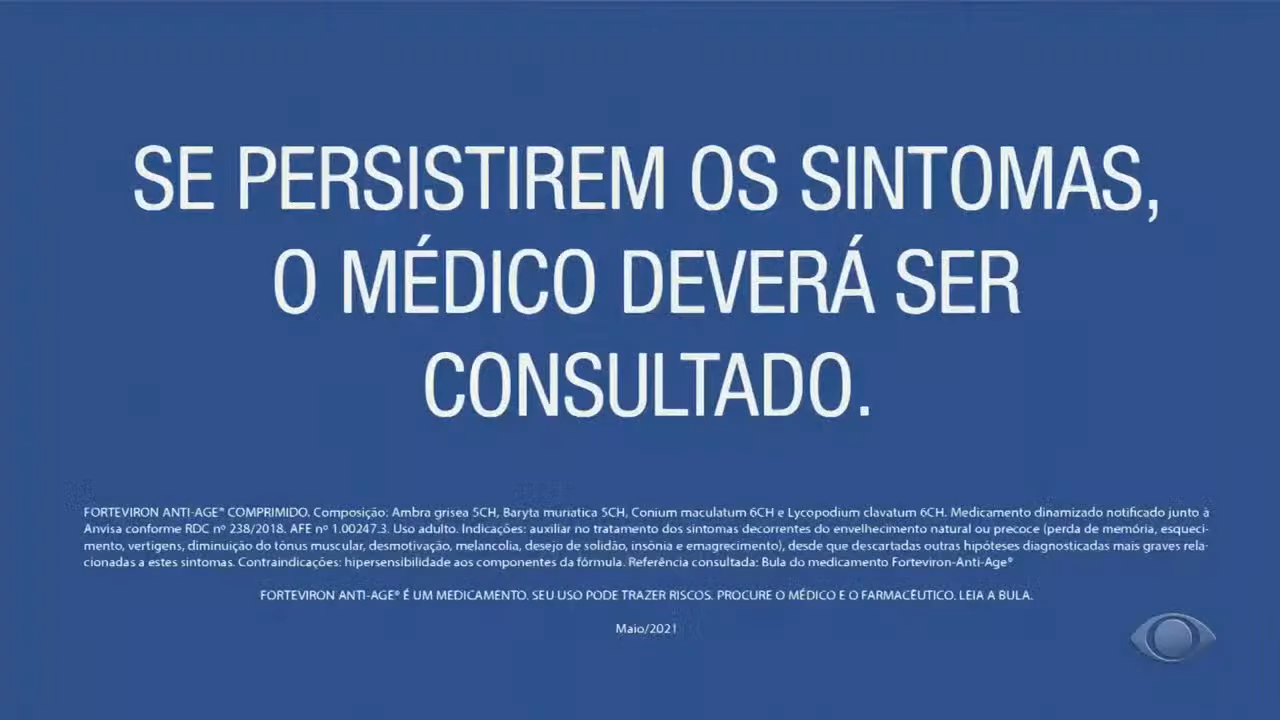 SE PERSISTIREM OS SINTOMAS,
O MÉDICO DEVERÁ SER
CONSULTADO.
FORTEVIRON ANTI-AGE® COMPRIMIDO. Composição: Ambra grisea 5CH, Baryta muriatica 5CH, Conium maculatum 6CH e Lycopodium clavatum 6CH. Medicamento dinamizado notificado junto à
Anvisa conforme RDC nº 238/2018. AFE nº 1.00247.3. Uso adulto. Indicações: auxiliar no tratamento dos sintomas decorrentes do envelhecimento natural ou precoce (perda de memória, esqueci-
mento, vertigens, diminuição do tônus muscular, desmotivação, melancolia, desejo de solidão, insônia e emagrecimento), desde que descartadas outras hipóteses diagnosticadas mais graves rela-
cionadas a estes sintomas. Contraindicações: hipersensibilidade aos componentes da fórmula. Referência consultada: Bula do medicamento Forteviron-Anti-Age®
FORTEVIRON ANTI-AGE® É UM MEDICAMENTO. SEU USO PODE TRAZER RISCOS. PROCURE O MÉDICO E O FARMACÊUTICO. LEIA A BULA.
Maio/2021